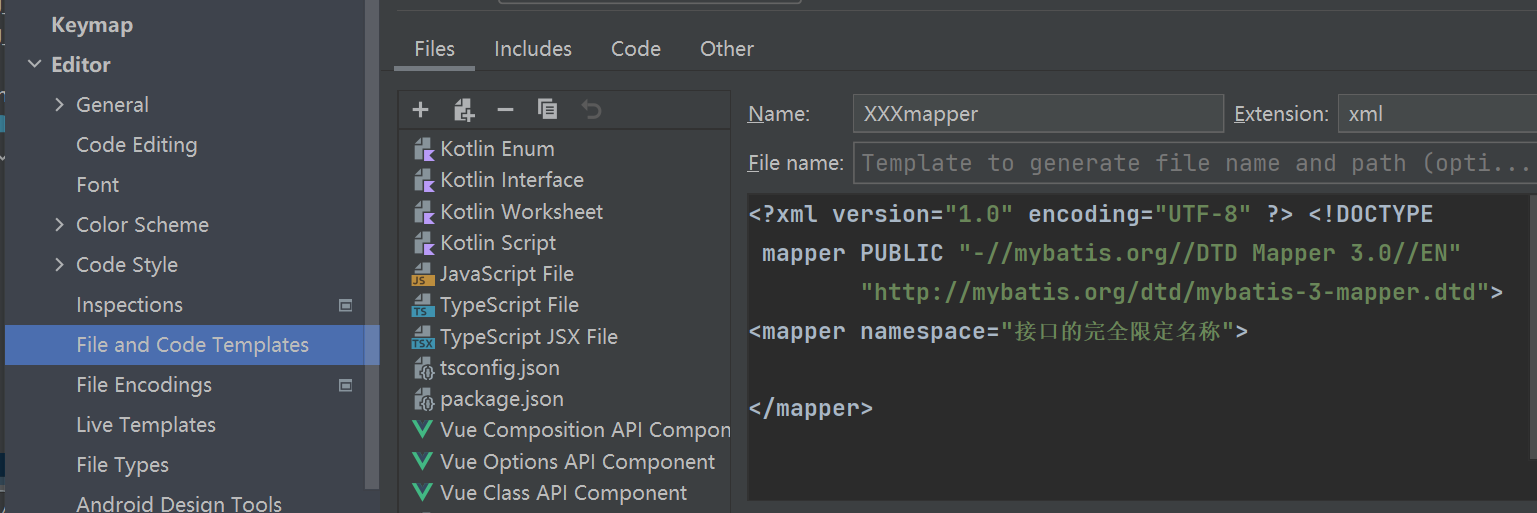 Keymap
Editor
General
Code Editing
Font
Color Scheme
Code Style
Inspections
File and Code Templates
File Encodings
Live Templates
File Types
Android Design Tools
Files Includes Code Other
Kotlin Enum
Kotlin Interface
Kotlin Worksheet
Kotlin Script
JavaScript File
TypeScript File
TypeScript JSX File
tsconfig.json
package.json
Vue Composition API Compon
Vue Options API Component
Vue Class API Component
Name: XXXmapper Extension: xml
File name: Template to generate file name and path (opti...
<?xml version="1.0" encoding="UTF-8" ?> <!DOCTYPE
mapper PUBLIC "-//mybatis.org//DTD Mapper 3.0//EN"
"http://mybatis.org/dtd/mybatis-3-mapper.dtd">
<mapper namespace="接口的完全限定名称">
</mapper>